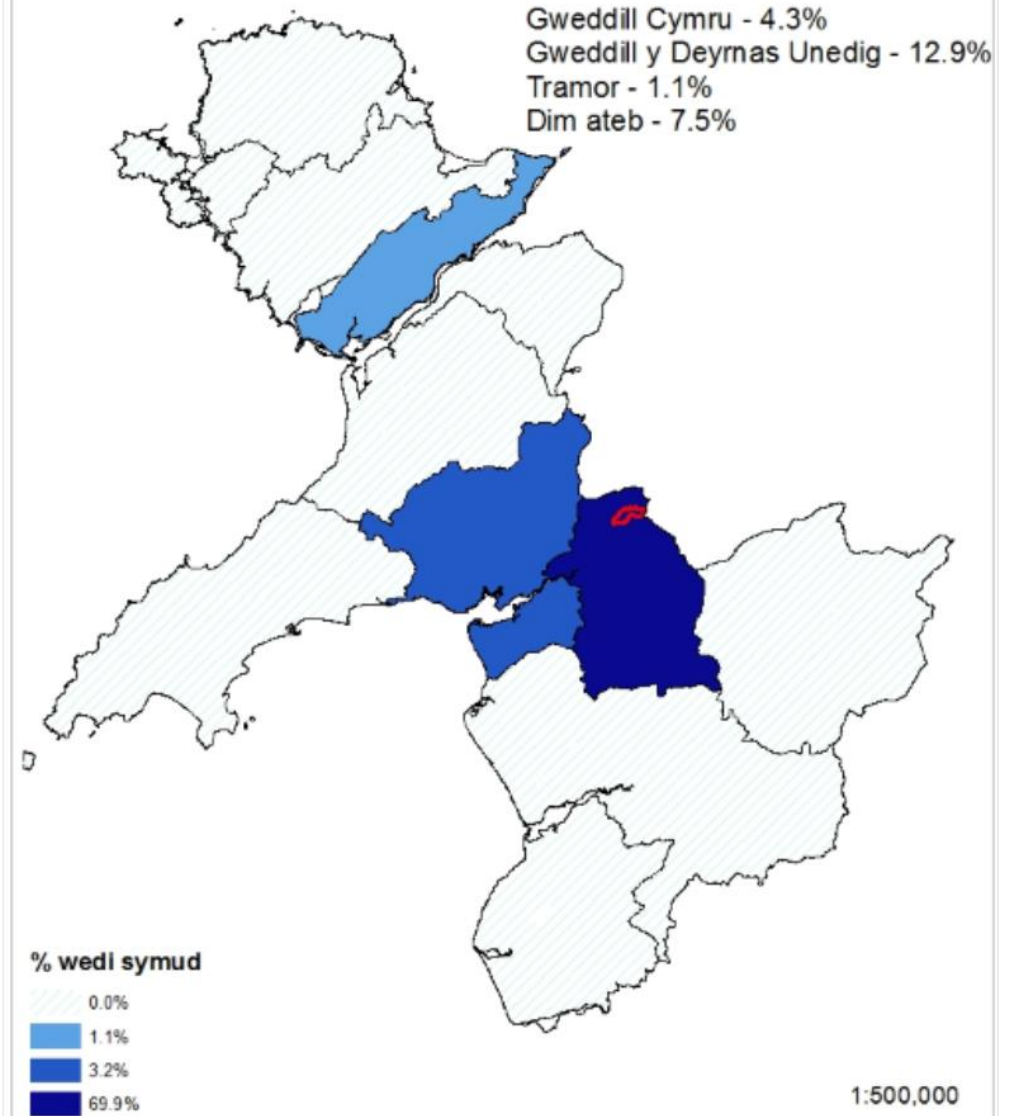 Gweddill Cymru - 4.3%
Gweddill y Deyrnas Unedig - 12.9%
Tramor - 1.1%
Dim ateb - 7.5%
% wedi symud
0.0%
1.1%
3.2%
69.9%
1:500,000